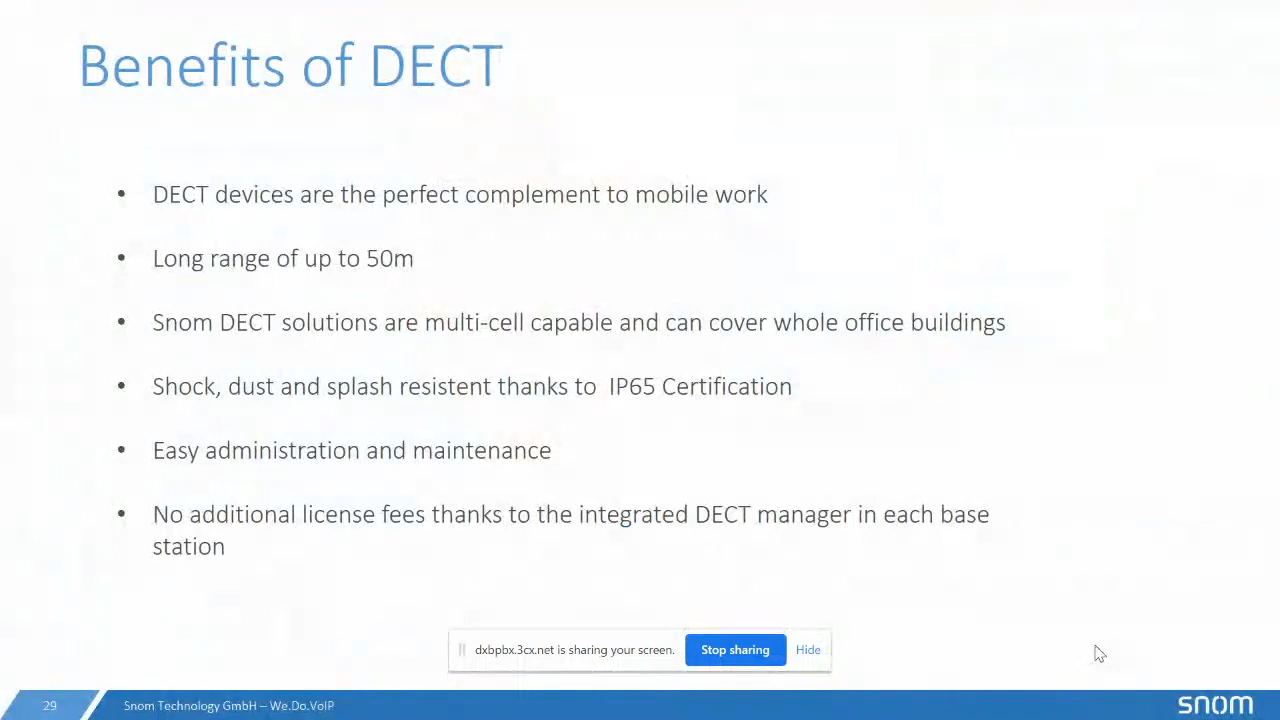 Benefits of DECT
• DECT devices are the perfect complement to mobile work
• Long range of up to 50m
• Snom DECT solutions are multi-cell capable and can cover whole office buildings
• Shock, dust and splash resistent thanks to  IP65 Certification
• Easy administration and maintenance
• No additional license fees thanks to the integrated DECT manager in each base
station
dxbpbx.3cx.net is sharing your screen. Stop sharing Hide
29 Snom Technology GmbH – We.Do.VoIP snom